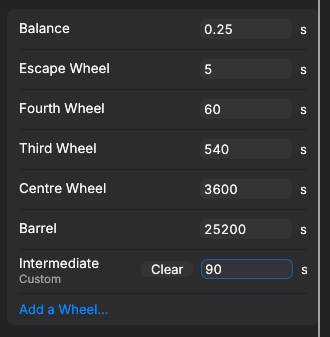 Balance 0.25 s
Escape Wheel 5 s
Fourth Wheel 60 s
Third Wheel 540 s
Centre Wheel 3600 s
Barrel 25200 s
Intermediate Clear 90 s
Custom
Add a Wheel...